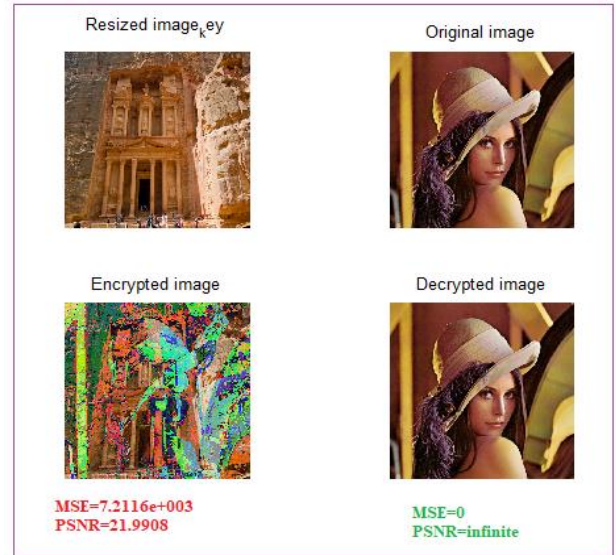 Resized image_key
Original image
Encrypted image
Decrypted image
MSE=7.2116e+003
PSNR=21.9908
MSE=0
PSNR=infinite